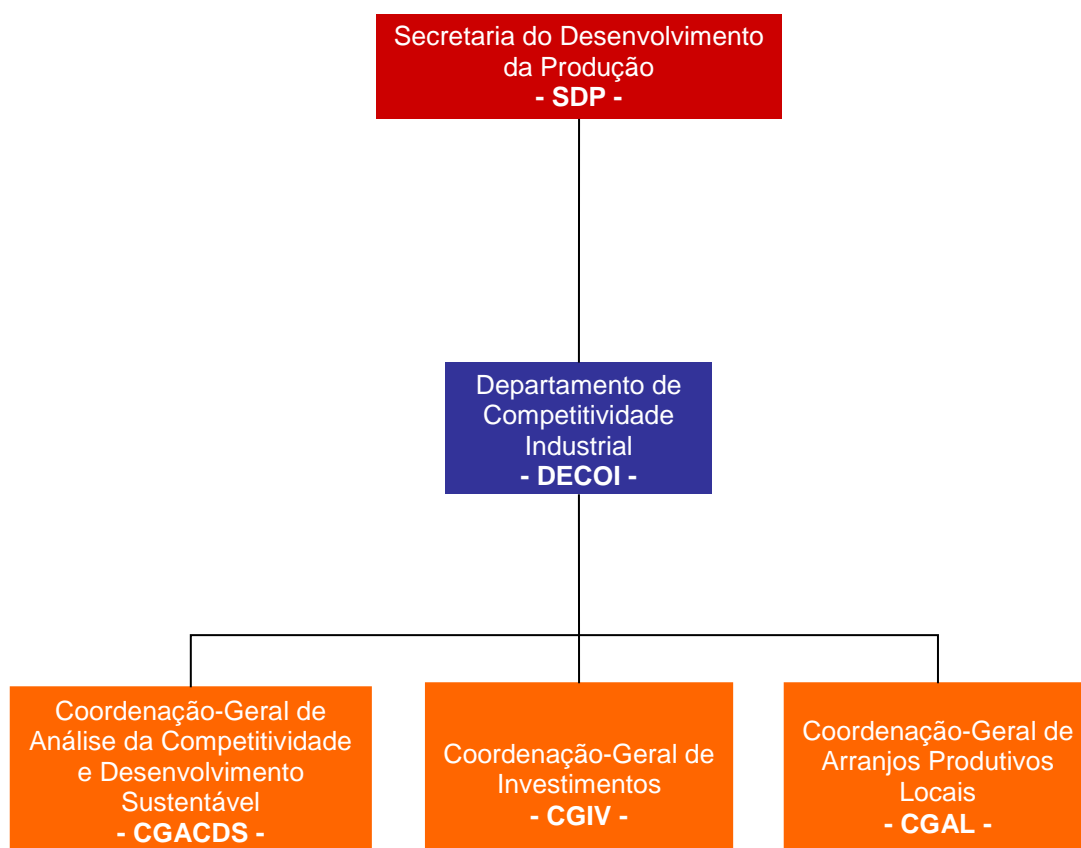 Secretaria do Desenvolvimento
da Produção
- SDP -
Departamento de
Competitividade
Industrial
- DECOI -
Coordenação-Geral de
Análise da Competitividade
e Desenvolvimento
Sustentável
- CGACDS -
Coordenação-Geral de
Investimentos
- CGIV -
Coordenação-Geral de
Arranjos Produtivos
Locais
- CGAL -